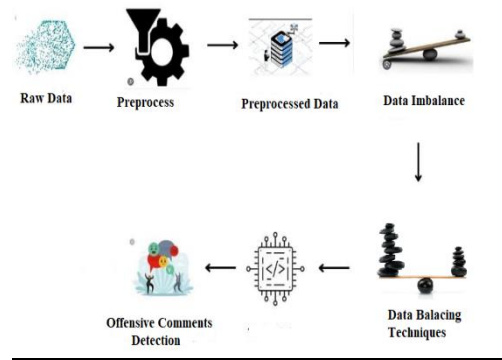 Raw Data
Preprocess
Preprocessed Data
Data Imbalance
</>
Data Balacing
Techniques
Offensive Comments
Detection